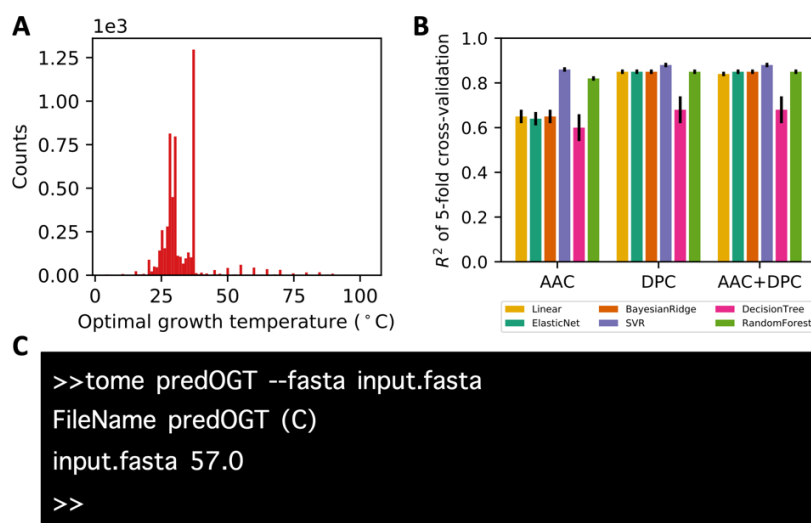 A
1e3
1.25
1.00
0.75
0.50
0.25
0.00
Counts
0 25 50 75 100
Optimal growth temperature (°C)
B
1.0
0.8
0.6
0.4
0.2
0.0
R² of 5-fold cross-validation
AAC DPC AAC+DPC
Linear BayesianRidge DecisionTree
ElasticNet SVR RandomForest
C
>>tome predOGT --fasta input.fasta
FileName predOGT (C)
input.fasta 57.0
>>